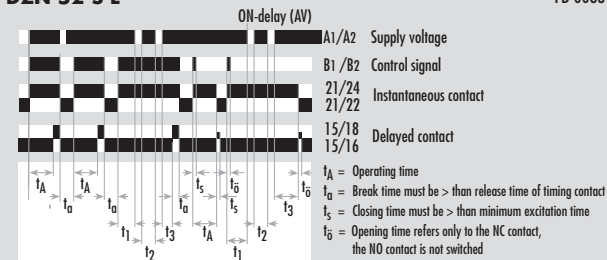 ON-delay (AV)
A1/A2 Supply voltage
B1/B2 Control signal
21/24
21/22
Instantaneous contact
15/18
15/16
Delayed contact
tA tA ts tö tö
ta ta ta ts t3
t1 t3 tA t2
t2 t1
tA = Operating time
ta = Break time must be > than release time of timing contact
ts = Closing time must be > than minimum excitation time
tö = Opening time refers only to the NC contact,
the NO contact is not switched